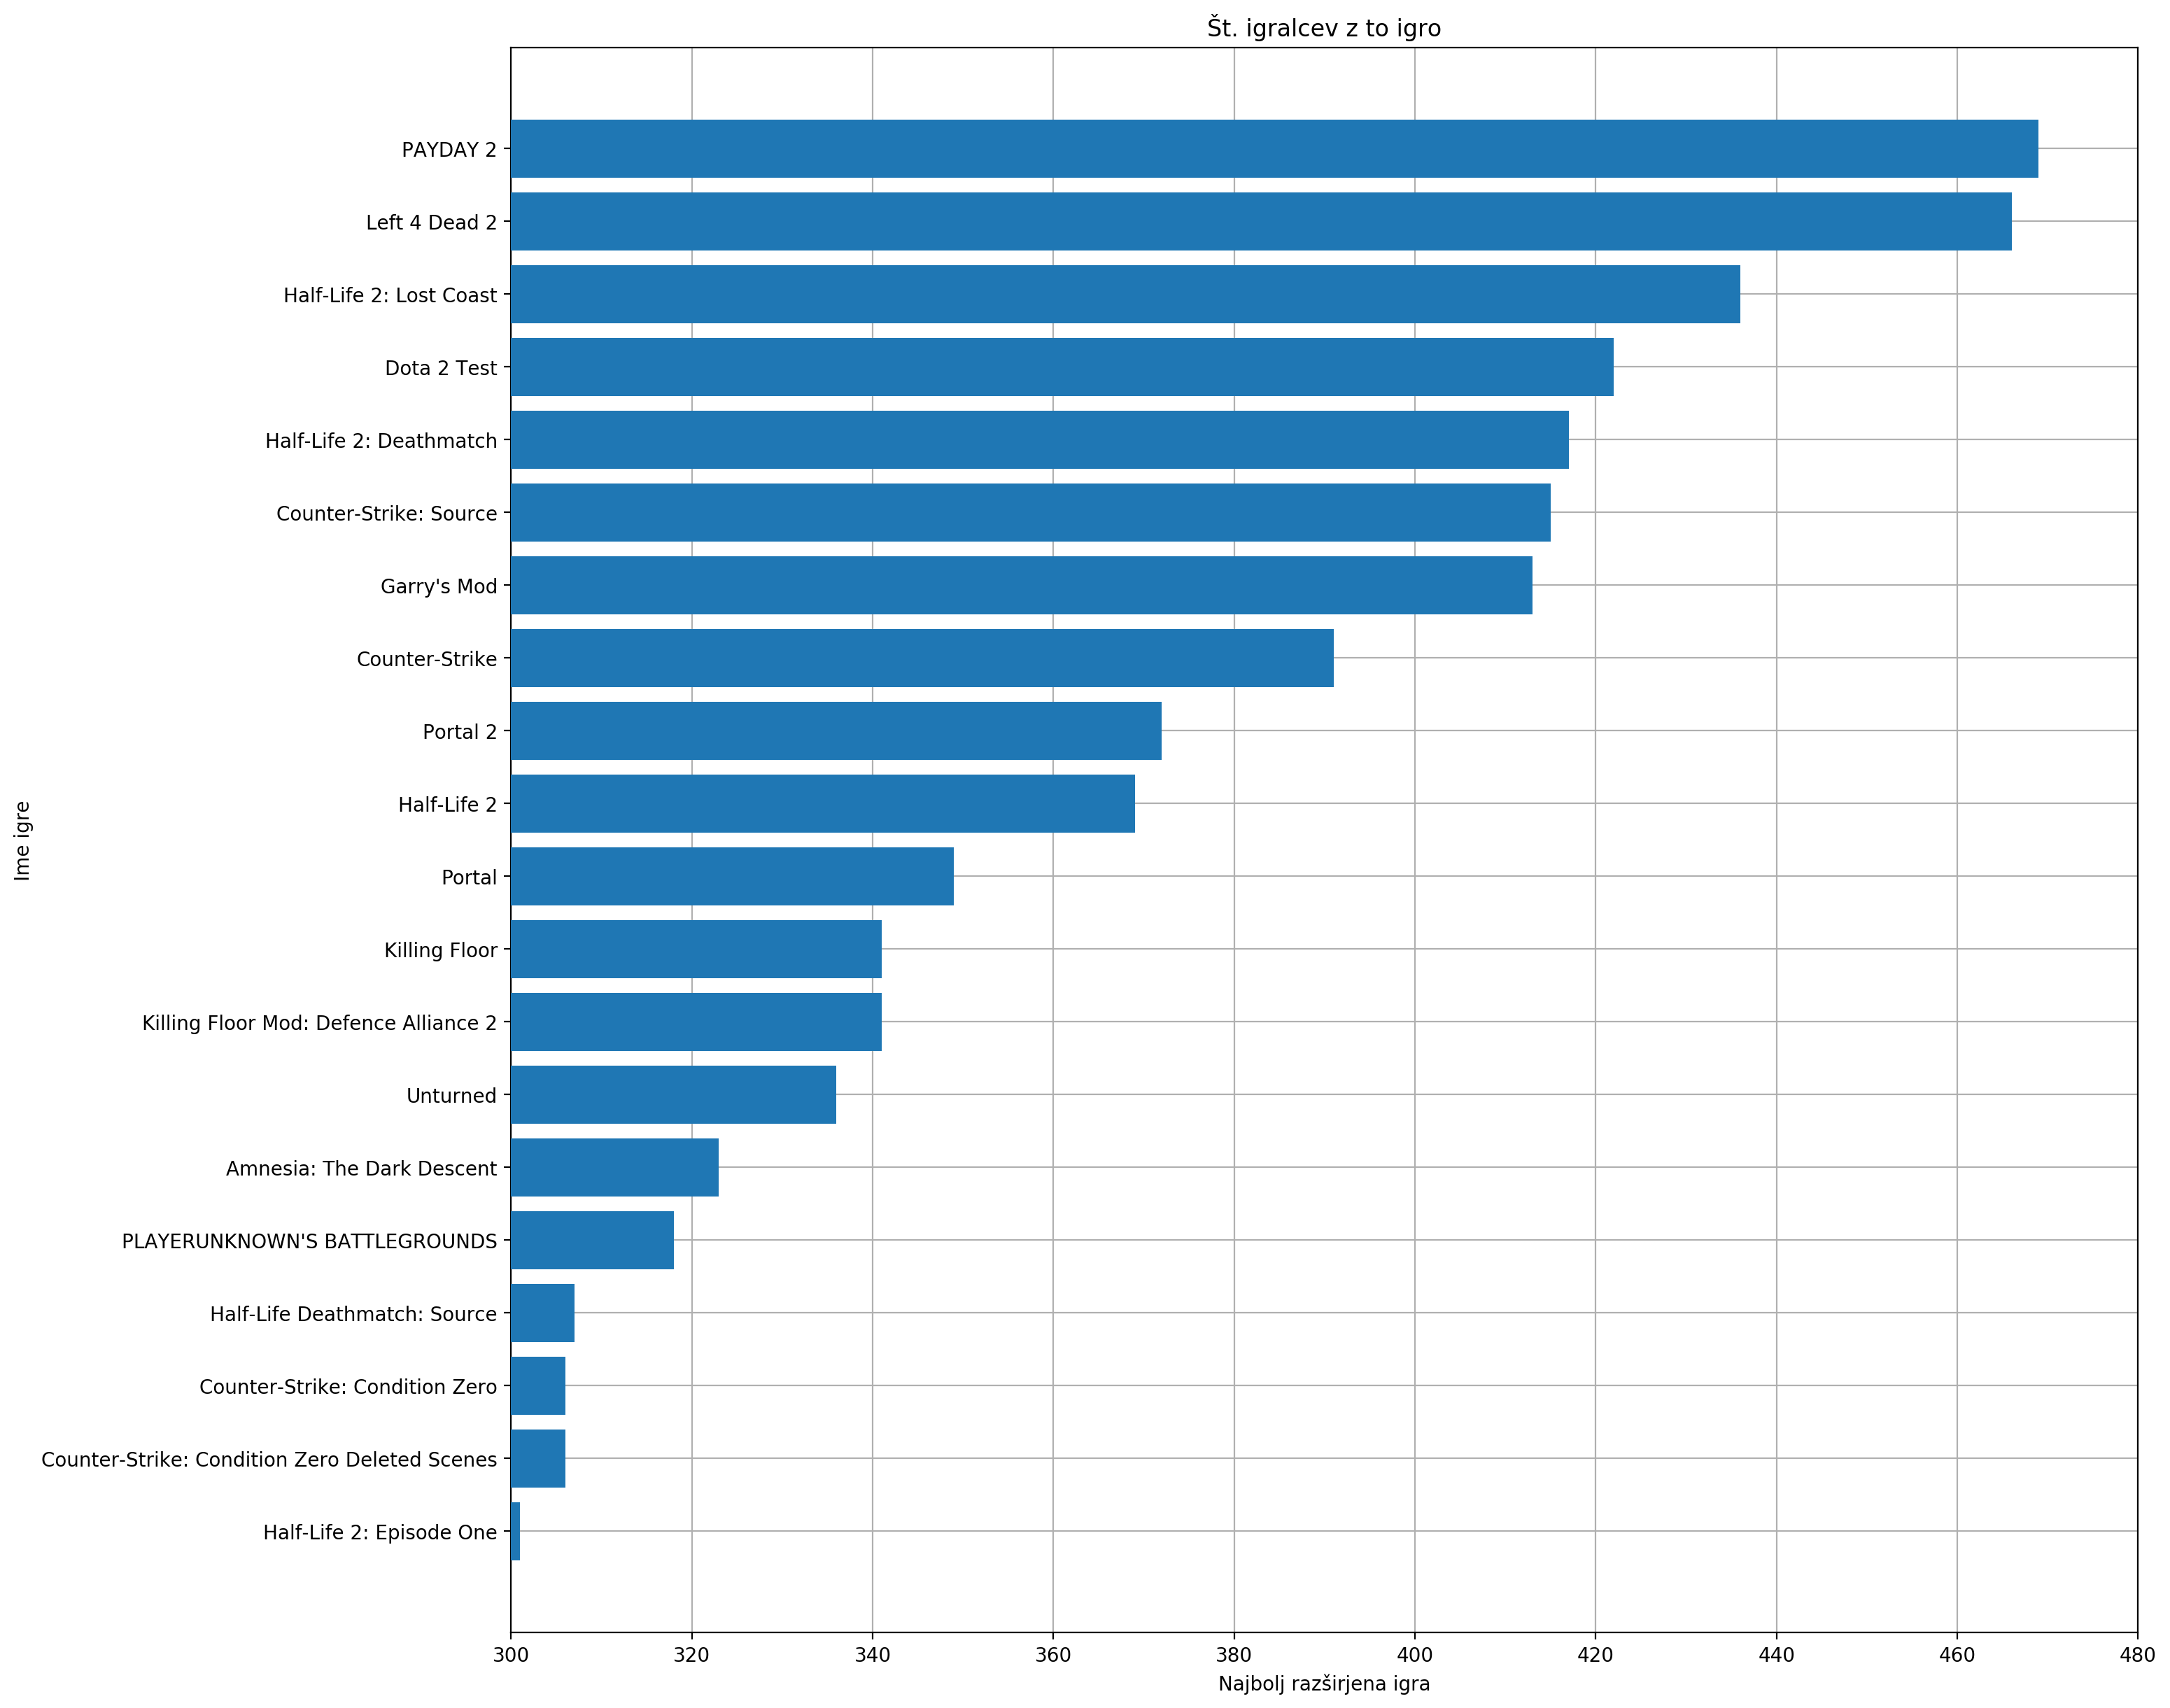 Št. igralcev z to igro
PAYDAY 2
Left 4 Dead 2
Half-Life 2: Lost Coast
Dota 2 Test
Half-Life 2: Deathmatch
Counter-Strike: Source
Garry's Mod
Counter-Strike
Portal 2
Half-Life 2
Portal
Killing Floor
Killing Floor Mod: Defence Alliance 2
Unturned
Amnesia: The Dark Descent
PLAYERUNKNOWN'S BATTLEGROUNDS
Half-Life Deathmatch: Source
Counter-Strike: Condition Zero
Counter-Strike: Condition Zero Deleted Scenes
Half-Life 2: Episode One
Ime igre
300 320 340 360 380 400 420 440 460 480
Najbolj razširjena igra